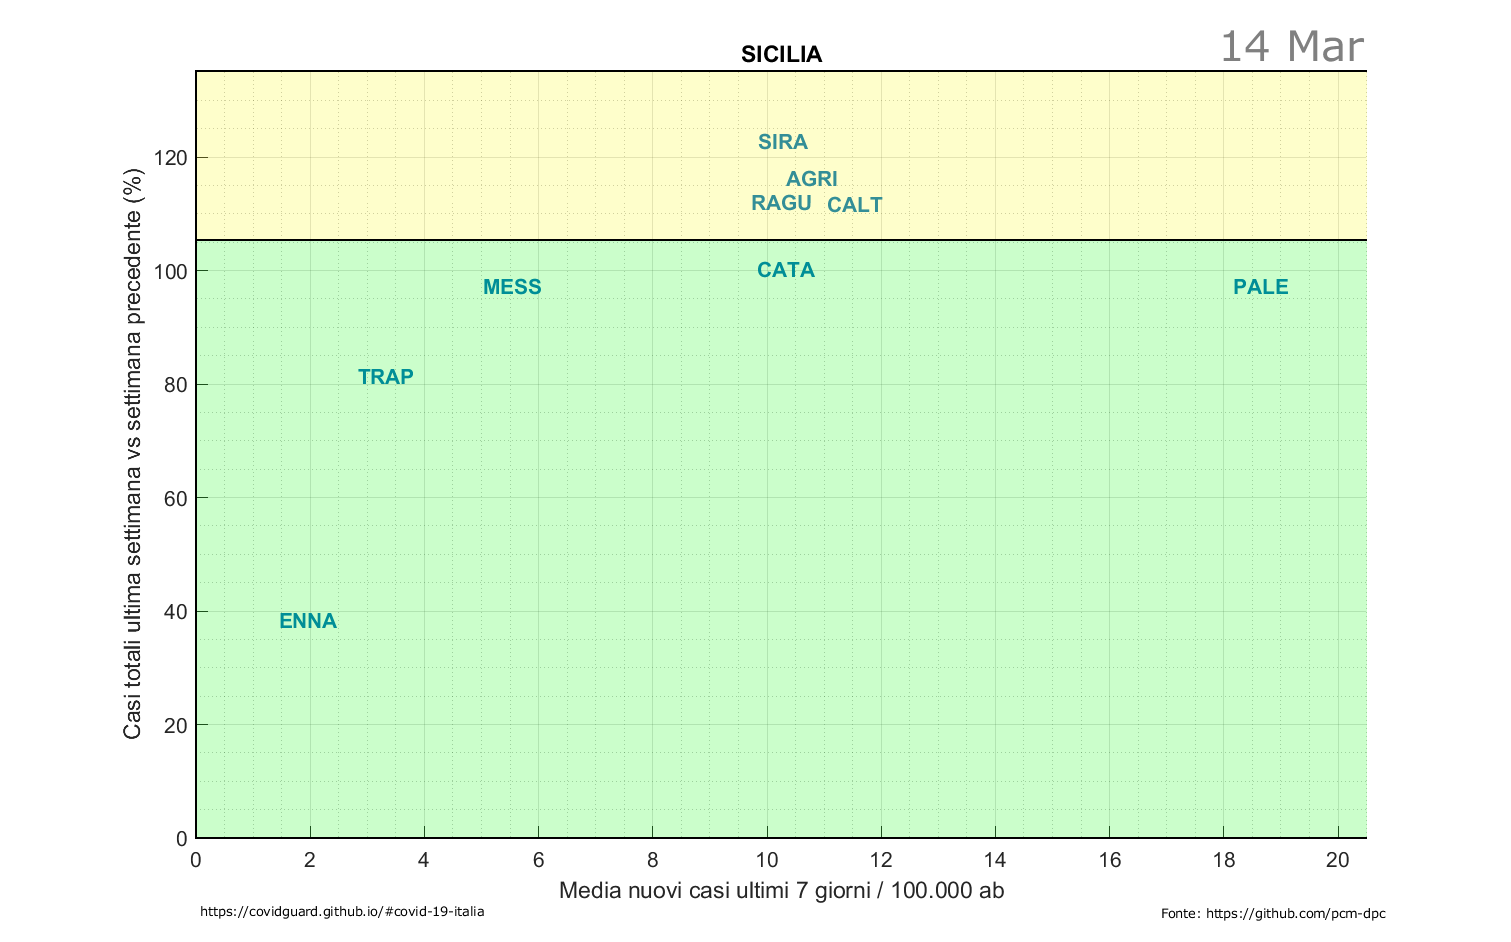 SICILIA
14 Mar
Casi totali ultima settimana vs settimana precedente (%)
120
100
80
60
40
20
0
SIRA
AGRI
RAGU
CALT
CATA
MESS
PALE
TRAP
ENNA
0 2 4 6 8 10 12 14 16 18 20
Media nuovi casi ultimi 7 giorni / 100.000 ab
https://covidguard.github.io/#covid-19-italia
Fonte: https://github.com/pcm-dpc